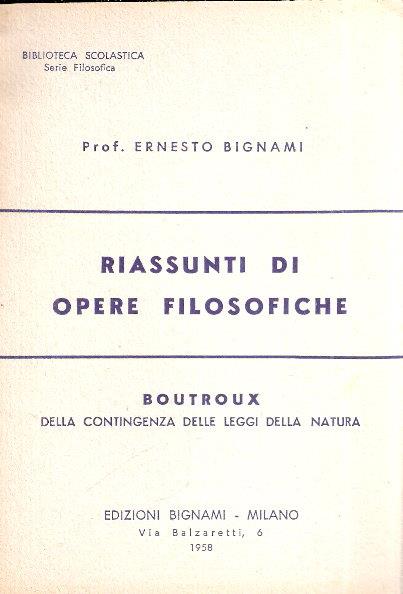 BIBLIOTECA SCOLASTICA
Serie Filosofica
Prof. ERNESTO BIGNAMI
RIASSUNTI DI
OPERE FILOSOFICHE
BOUTROUX
DELLA CONTINGENZA DELLE LEGGI DELLA NATURA
EDIZIONI BIGNAMI - MILANO
Via Balzaretti, 6
1958